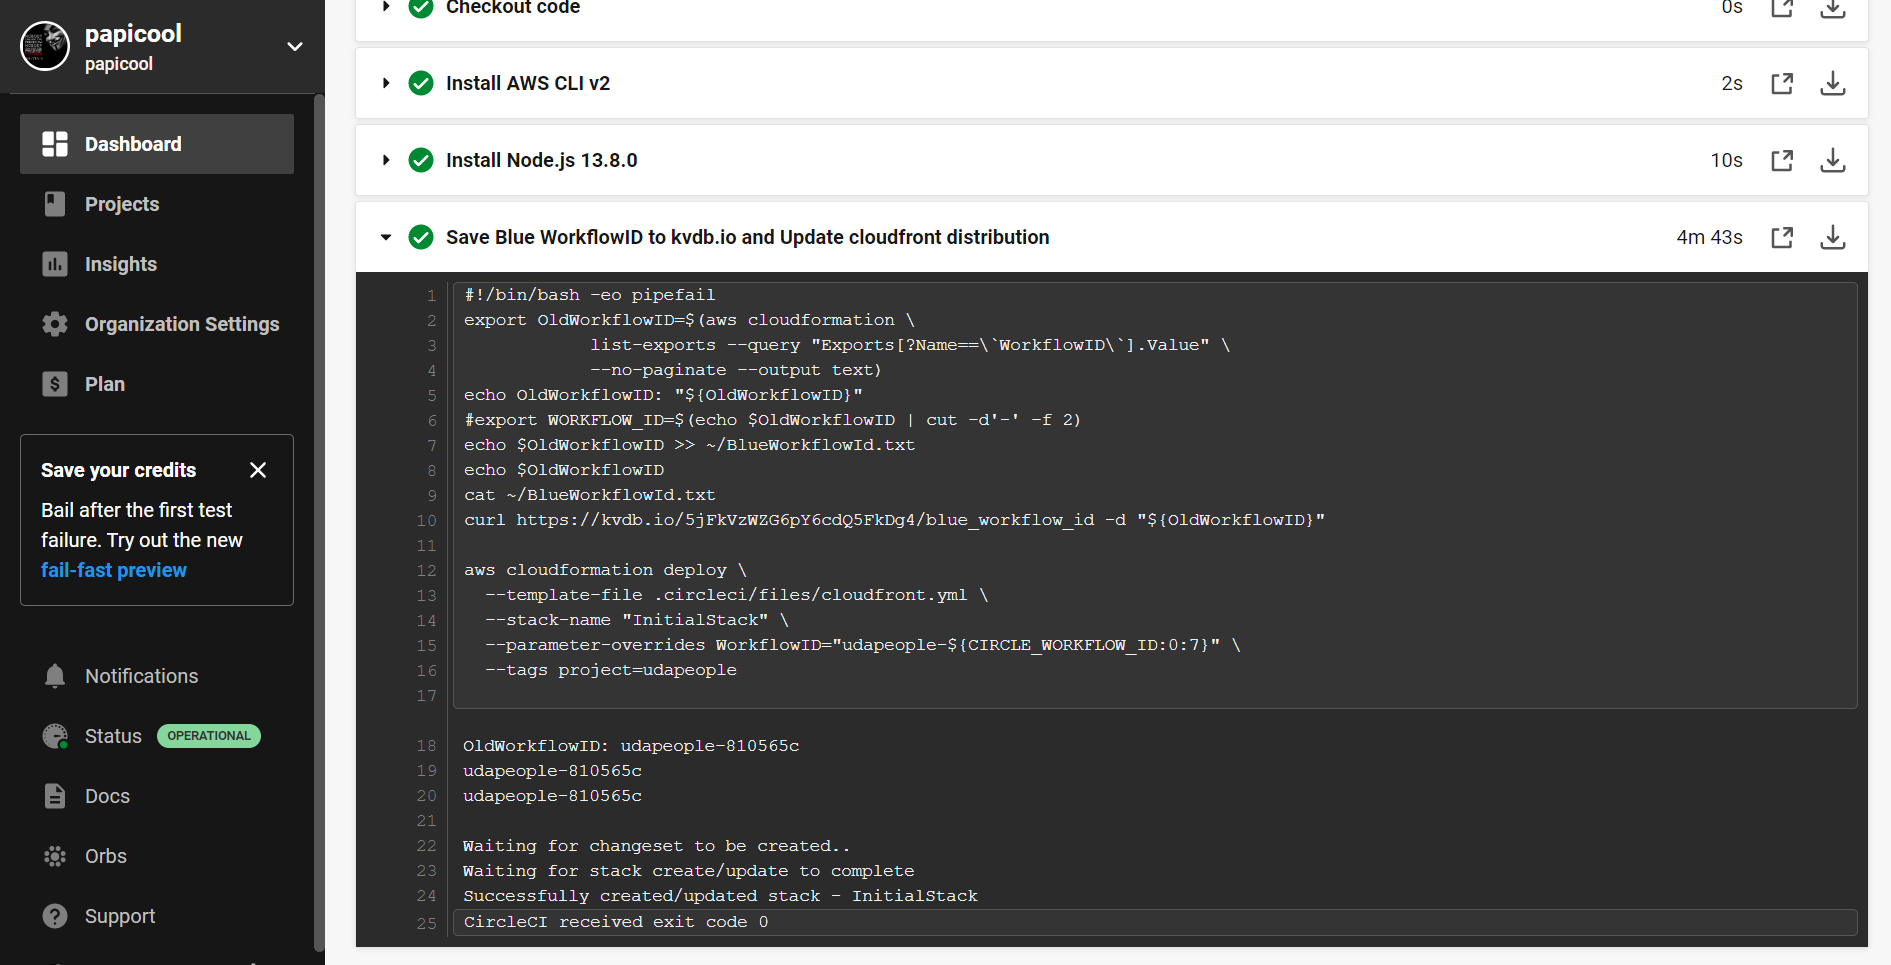 papicool
papicool
Dashboard
Projects
Insights
Organization Settings
Plan
Save your credits
Bail after the first test
failure. Try out the new
fail-fast preview
Notifications
Status OPERATIONAL
Docs
Orbs
Support
Checkout code 0s
Install AWS CLI v2 2s
Install Node.js 13.8.0 10s
Save Blue WorkflowID to kvdb.io and Update cloudfront distribution 4m 43s
1 #!/bin/bash -eo pipefail
2 export OldWorkflowID=$(aws cloudformation \
3 list-exports --query "Exports[?Name==\`WorkflowID\`].Value" \
4 --no-paginate --output text)
5 echo OldWorkflowID: "${OldWorkflowID}"
6 #export WORKFLOW_ID=$(echo $OldWorkflowID | cut -d'-' -f 2)
7 echo $OldWorkflowID >> ~/BlueWorkflowId.txt
8 echo $OldWorkflowID
9 cat ~/BlueWorkflowId.txt
10 curl https://kvdb.io/5jFkVzWZG6pY6cdQ5FkDg4/blue_workflow_id -d "${OldWorkflowID}"
11
12 aws cloudformation deploy \
13 --template-file .circleci/files/cloudfront.yml \
14 --stack-name "InitialStack" \
15 --parameter-overrides WorkflowID="udapeople-${CIRCLE_WORKFLOW_ID:0:7}" \
16 --tags project=udapeople
17
18 OldWorkflowID: udapeople-810565c
19 udapeople-810565c
20 udapeople-810565c
21
22 Waiting for changeset to be created..
23 Waiting for stack create/update to complete
24 Successfully created/updated stack - InitialStack
25 CircleCI received exit code 0